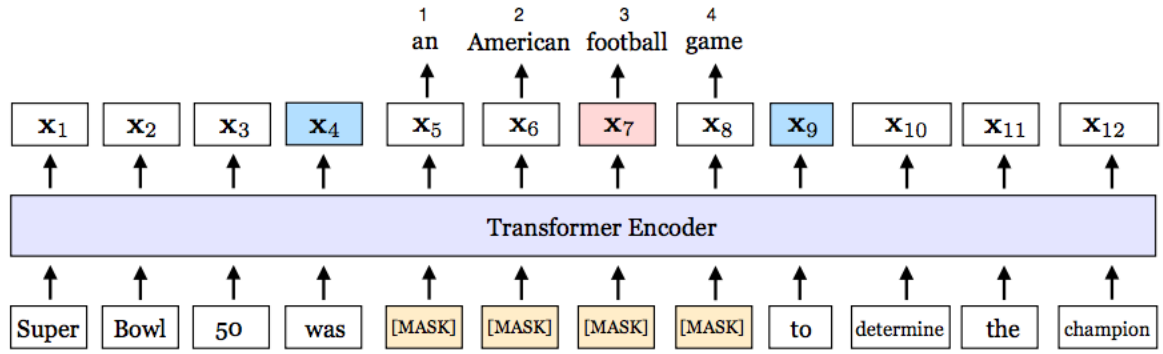 1 2 3 4
an American football game
x₁ x₂ x₃ x₄ x₅ x₆ x₇ x₈ x₉ x₁₀ x₁₁ x₁₂
Transformer Encoder
Super Bowl 50 was [MASK] [MASK] [MASK] [MASK] to determine the champion